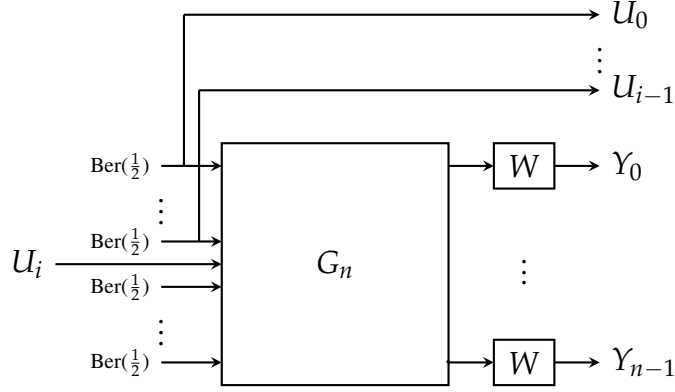 U_0
⋮
U_{i-1}
Ber(1/2) W Y_0
⋮
Ber(1/2)
U_i G_n
Ber(1/2) ⋮
⋮
Ber(1/2) W Y_{n-1}